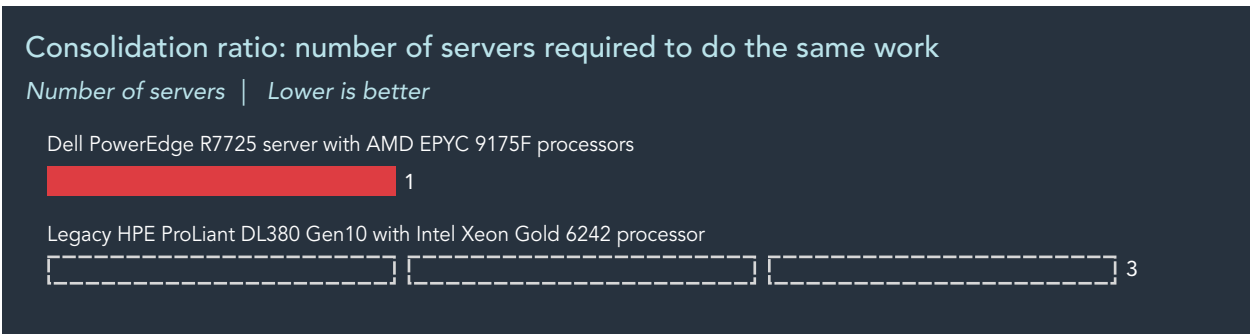 Consolidation ratio: number of servers required to do the same work
Number of servers | Lower is better
Dell PowerEdge R7725 server with AMD EPYC 9175F processors
1
Legacy HPE ProLiant DL380 Gen10 with Intel Xeon Gold 6242 processor
3